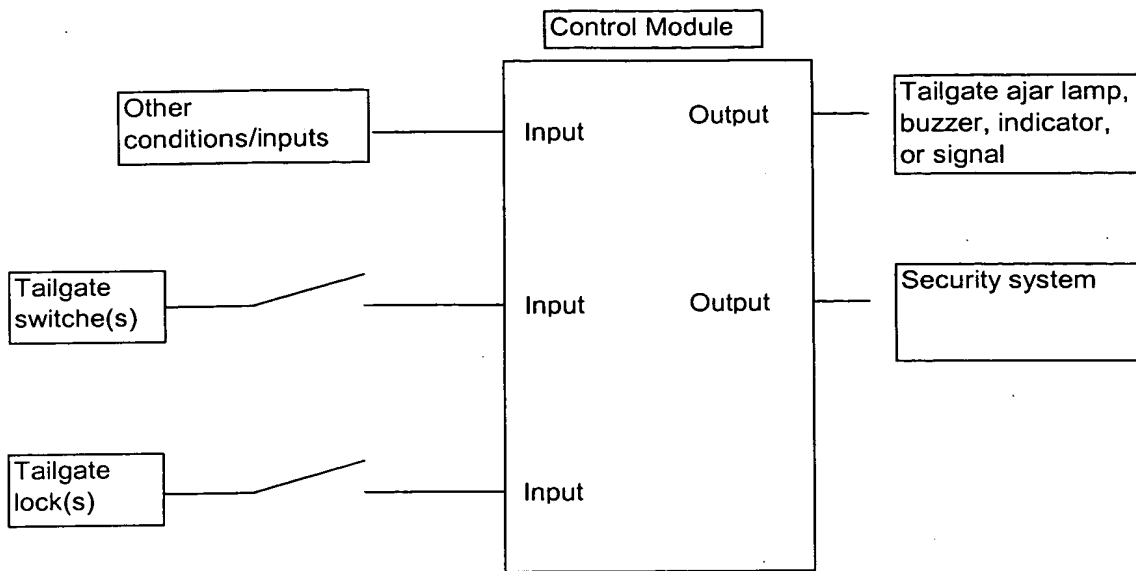 Control Module
Other
conditions/inputs
Input
Output
Tailgate ajar lamp,
buzzer, indicator,
or signal
Tailgate
switche(s)
Input
Output
Security system
Tailgate
lock(s)
Input